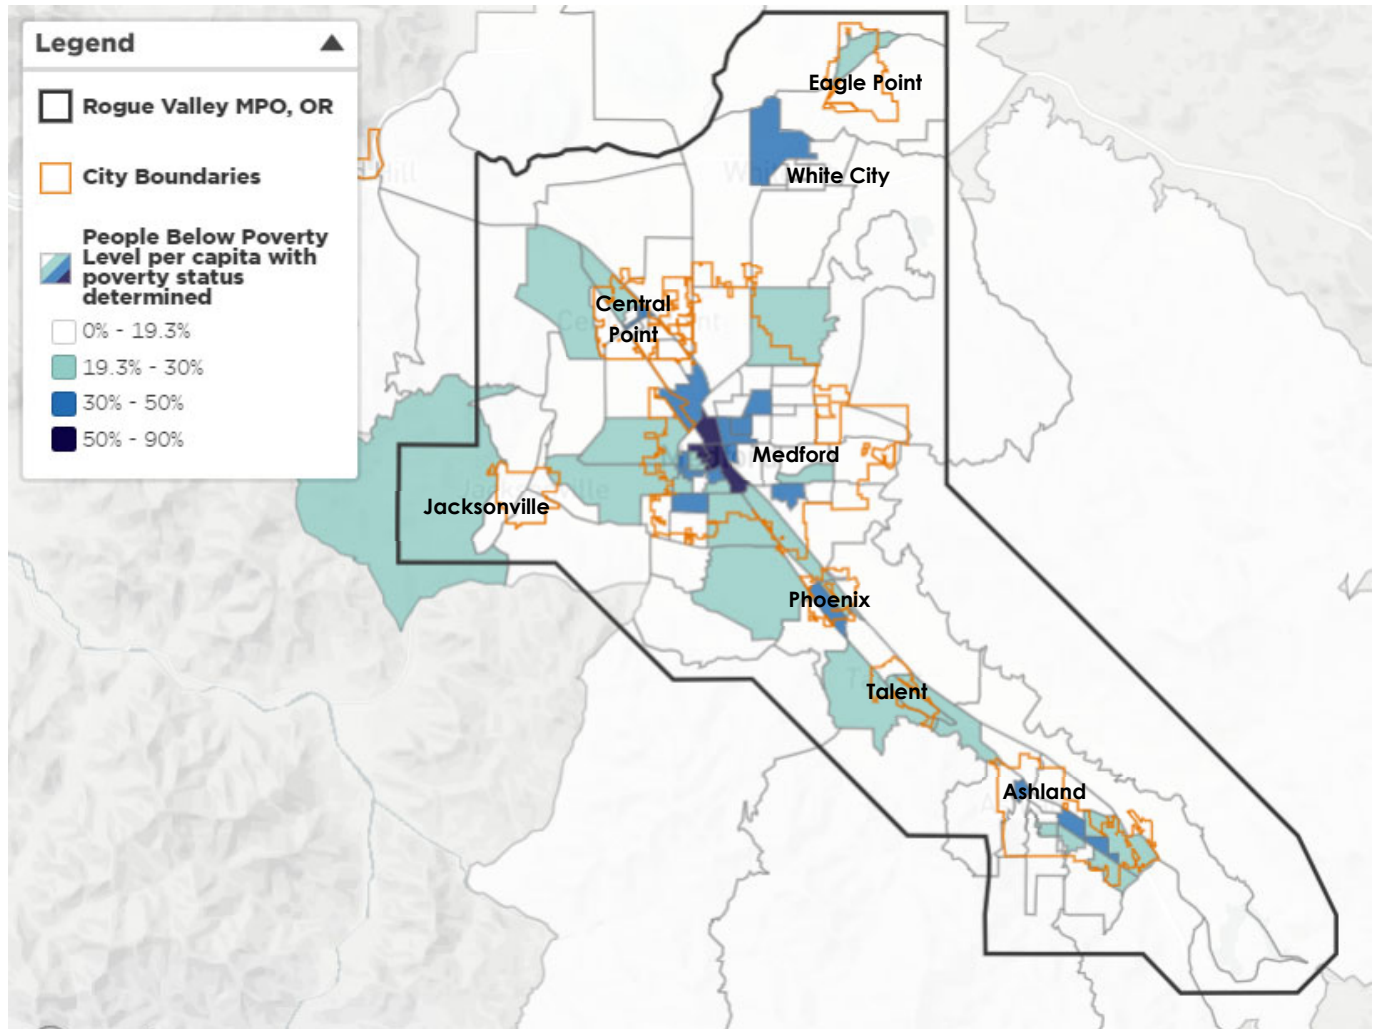 Legend
Rogue Valley MPO, OR
City Boundaries
People Below Poverty
Level per capita with
poverty status
determined
0% - 19.3%
19.3% - 30%
30% - 50%
50% - 90%
Eagle Point
White City
Central
Point
Medford
Jacksonville
Phoenix
Talent
Ashland